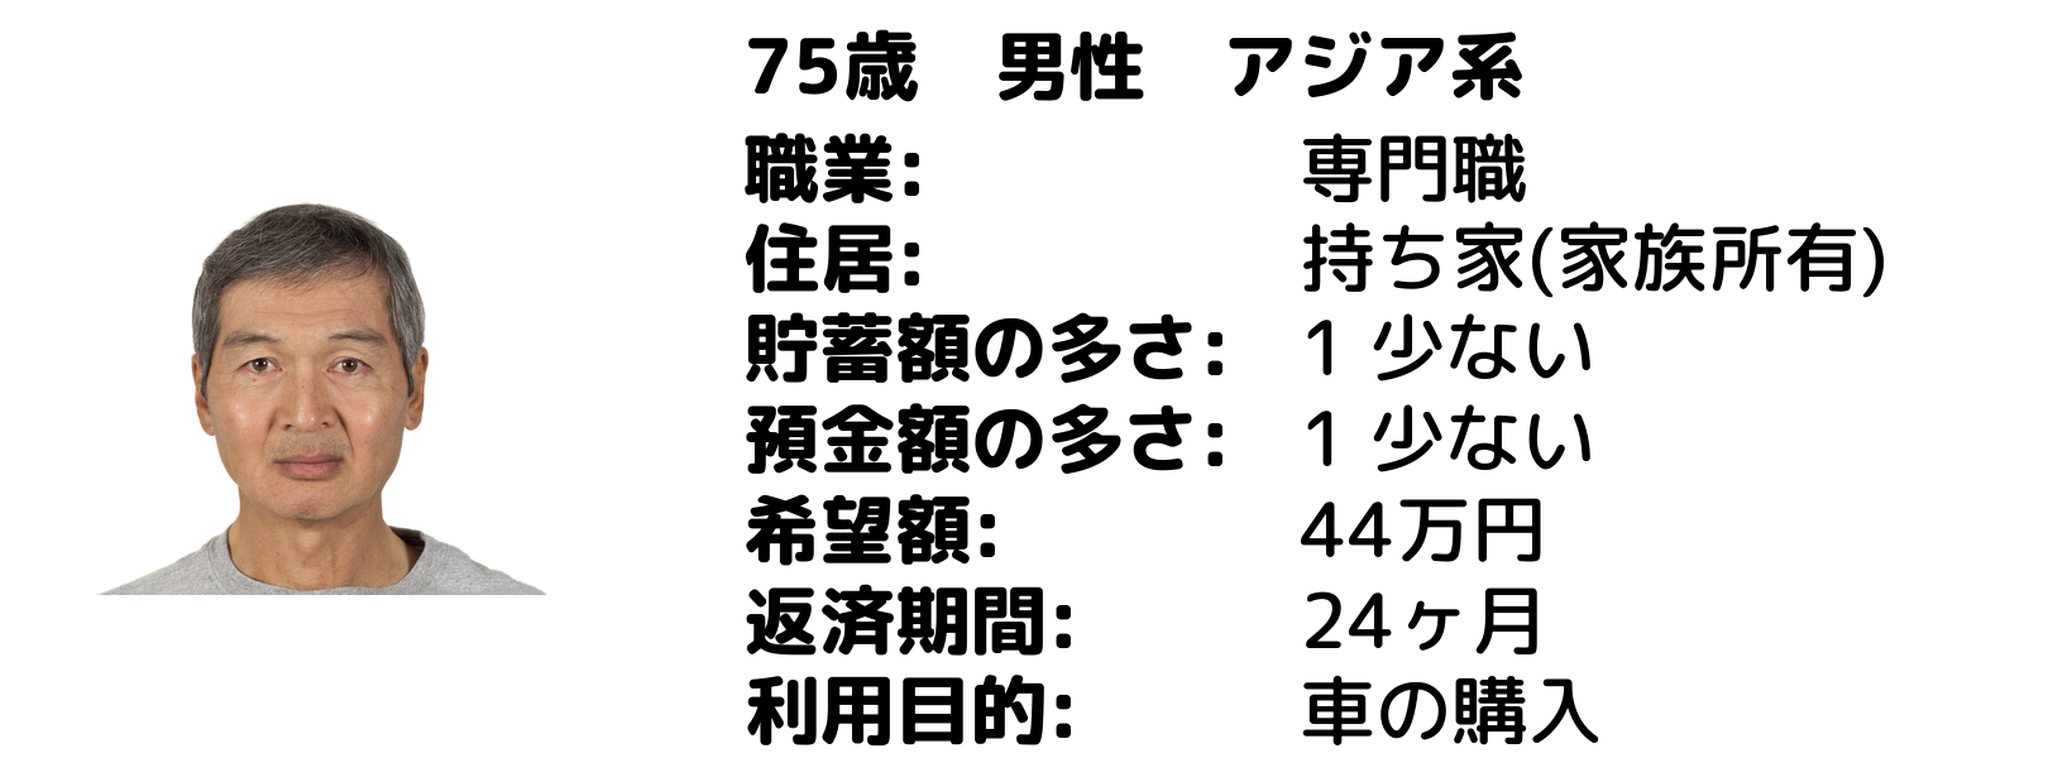 75歳　男性　アジア系
職業: 専門職
住居: 持ち家(家族所有)
貯蓄額の多さ: 1 少ない
預金額の多さ: 1 少ない
希望額: 44万円
返済期間: 24ヶ月
利用目的: 車の購入